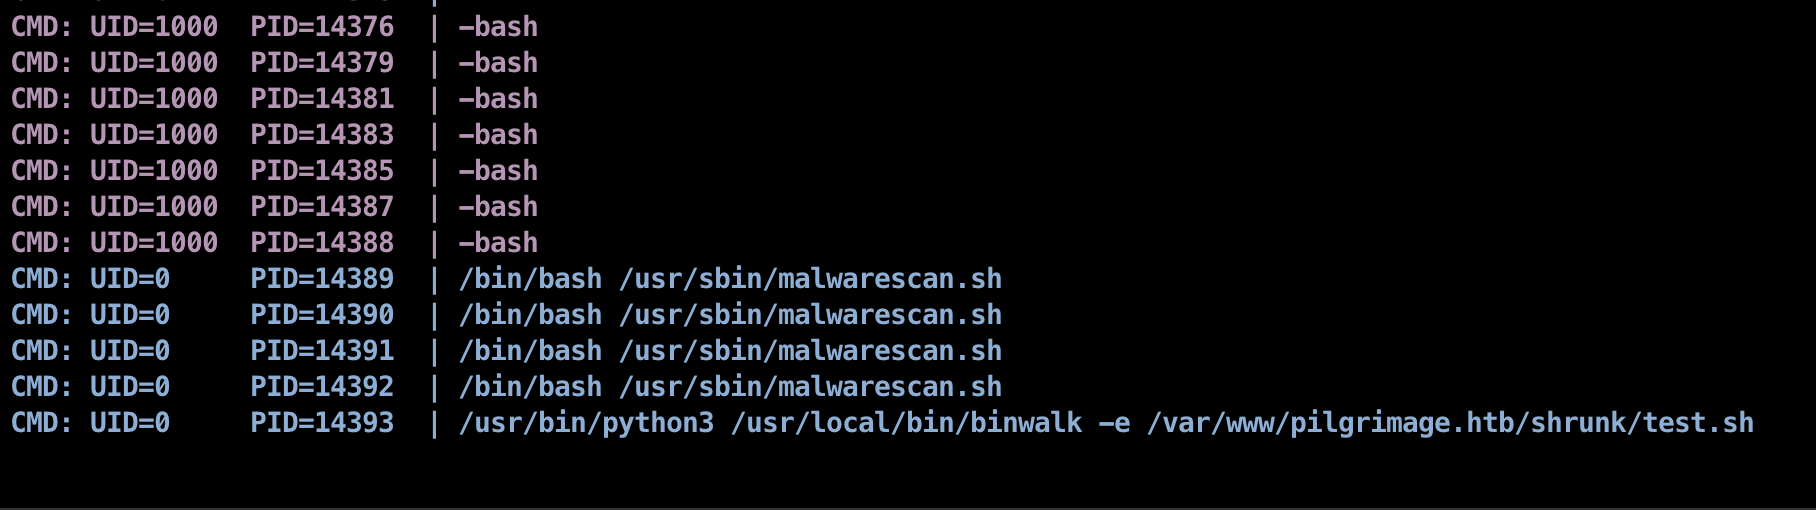 CMD: UID=1000  PID=14376  | -bash
CMD: UID=1000  PID=14379  | -bash
CMD: UID=1000  PID=14381  | -bash
CMD: UID=1000  PID=14383  | -bash
CMD: UID=1000  PID=14385  | -bash
CMD: UID=1000  PID=14387  | -bash
CMD: UID=1000  PID=14388  | -bash
CMD: UID=0     PID=14389  | /bin/bash /usr/sbin/malwarescan.sh
CMD: UID=0     PID=14390  | /bin/bash /usr/sbin/malwarescan.sh
CMD: UID=0     PID=14391  | /bin/bash /usr/sbin/malwarescan.sh
CMD: UID=0     PID=14392  | /bin/bash /usr/sbin/malwarescan.sh
CMD: UID=0     PID=14393  | /usr/bin/python3 /usr/local/bin/binwalk -e /var/www/pilgrimage.htb/shrunk/test.sh